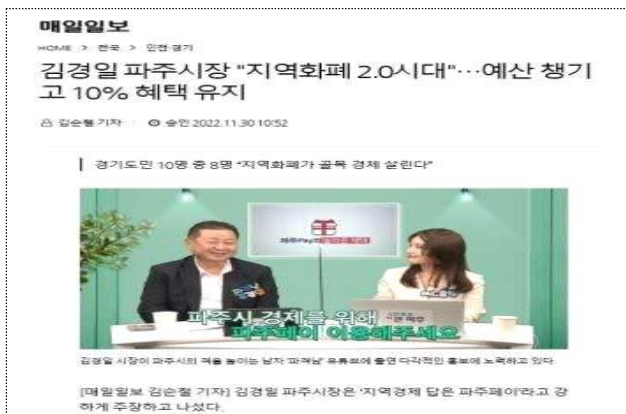 매일일보
HOME > 한국 > 인천·경기
김경일 파주시장 "지역화폐 2.0시대"…예산 챙기
고 10% 혜택 유지
김순철 기자 승인 2022.11.30 10:52
경기도민 10명 중 8명 "지역화폐가 골목 경제 살린다"
파주Pay의
파주시 경제를 위해
파주페이 이용해주세요
김경일 시장이 파주시의 격을 높이는 남자 '파격남' 유튜브에 출연 다각적인 홍보에 노력하고 있다.
[매일일보 김순철 기자] 김경일 파주시장은 '지역경제 답은 파주페이'라고 강
하게 주장하고 나섰다.